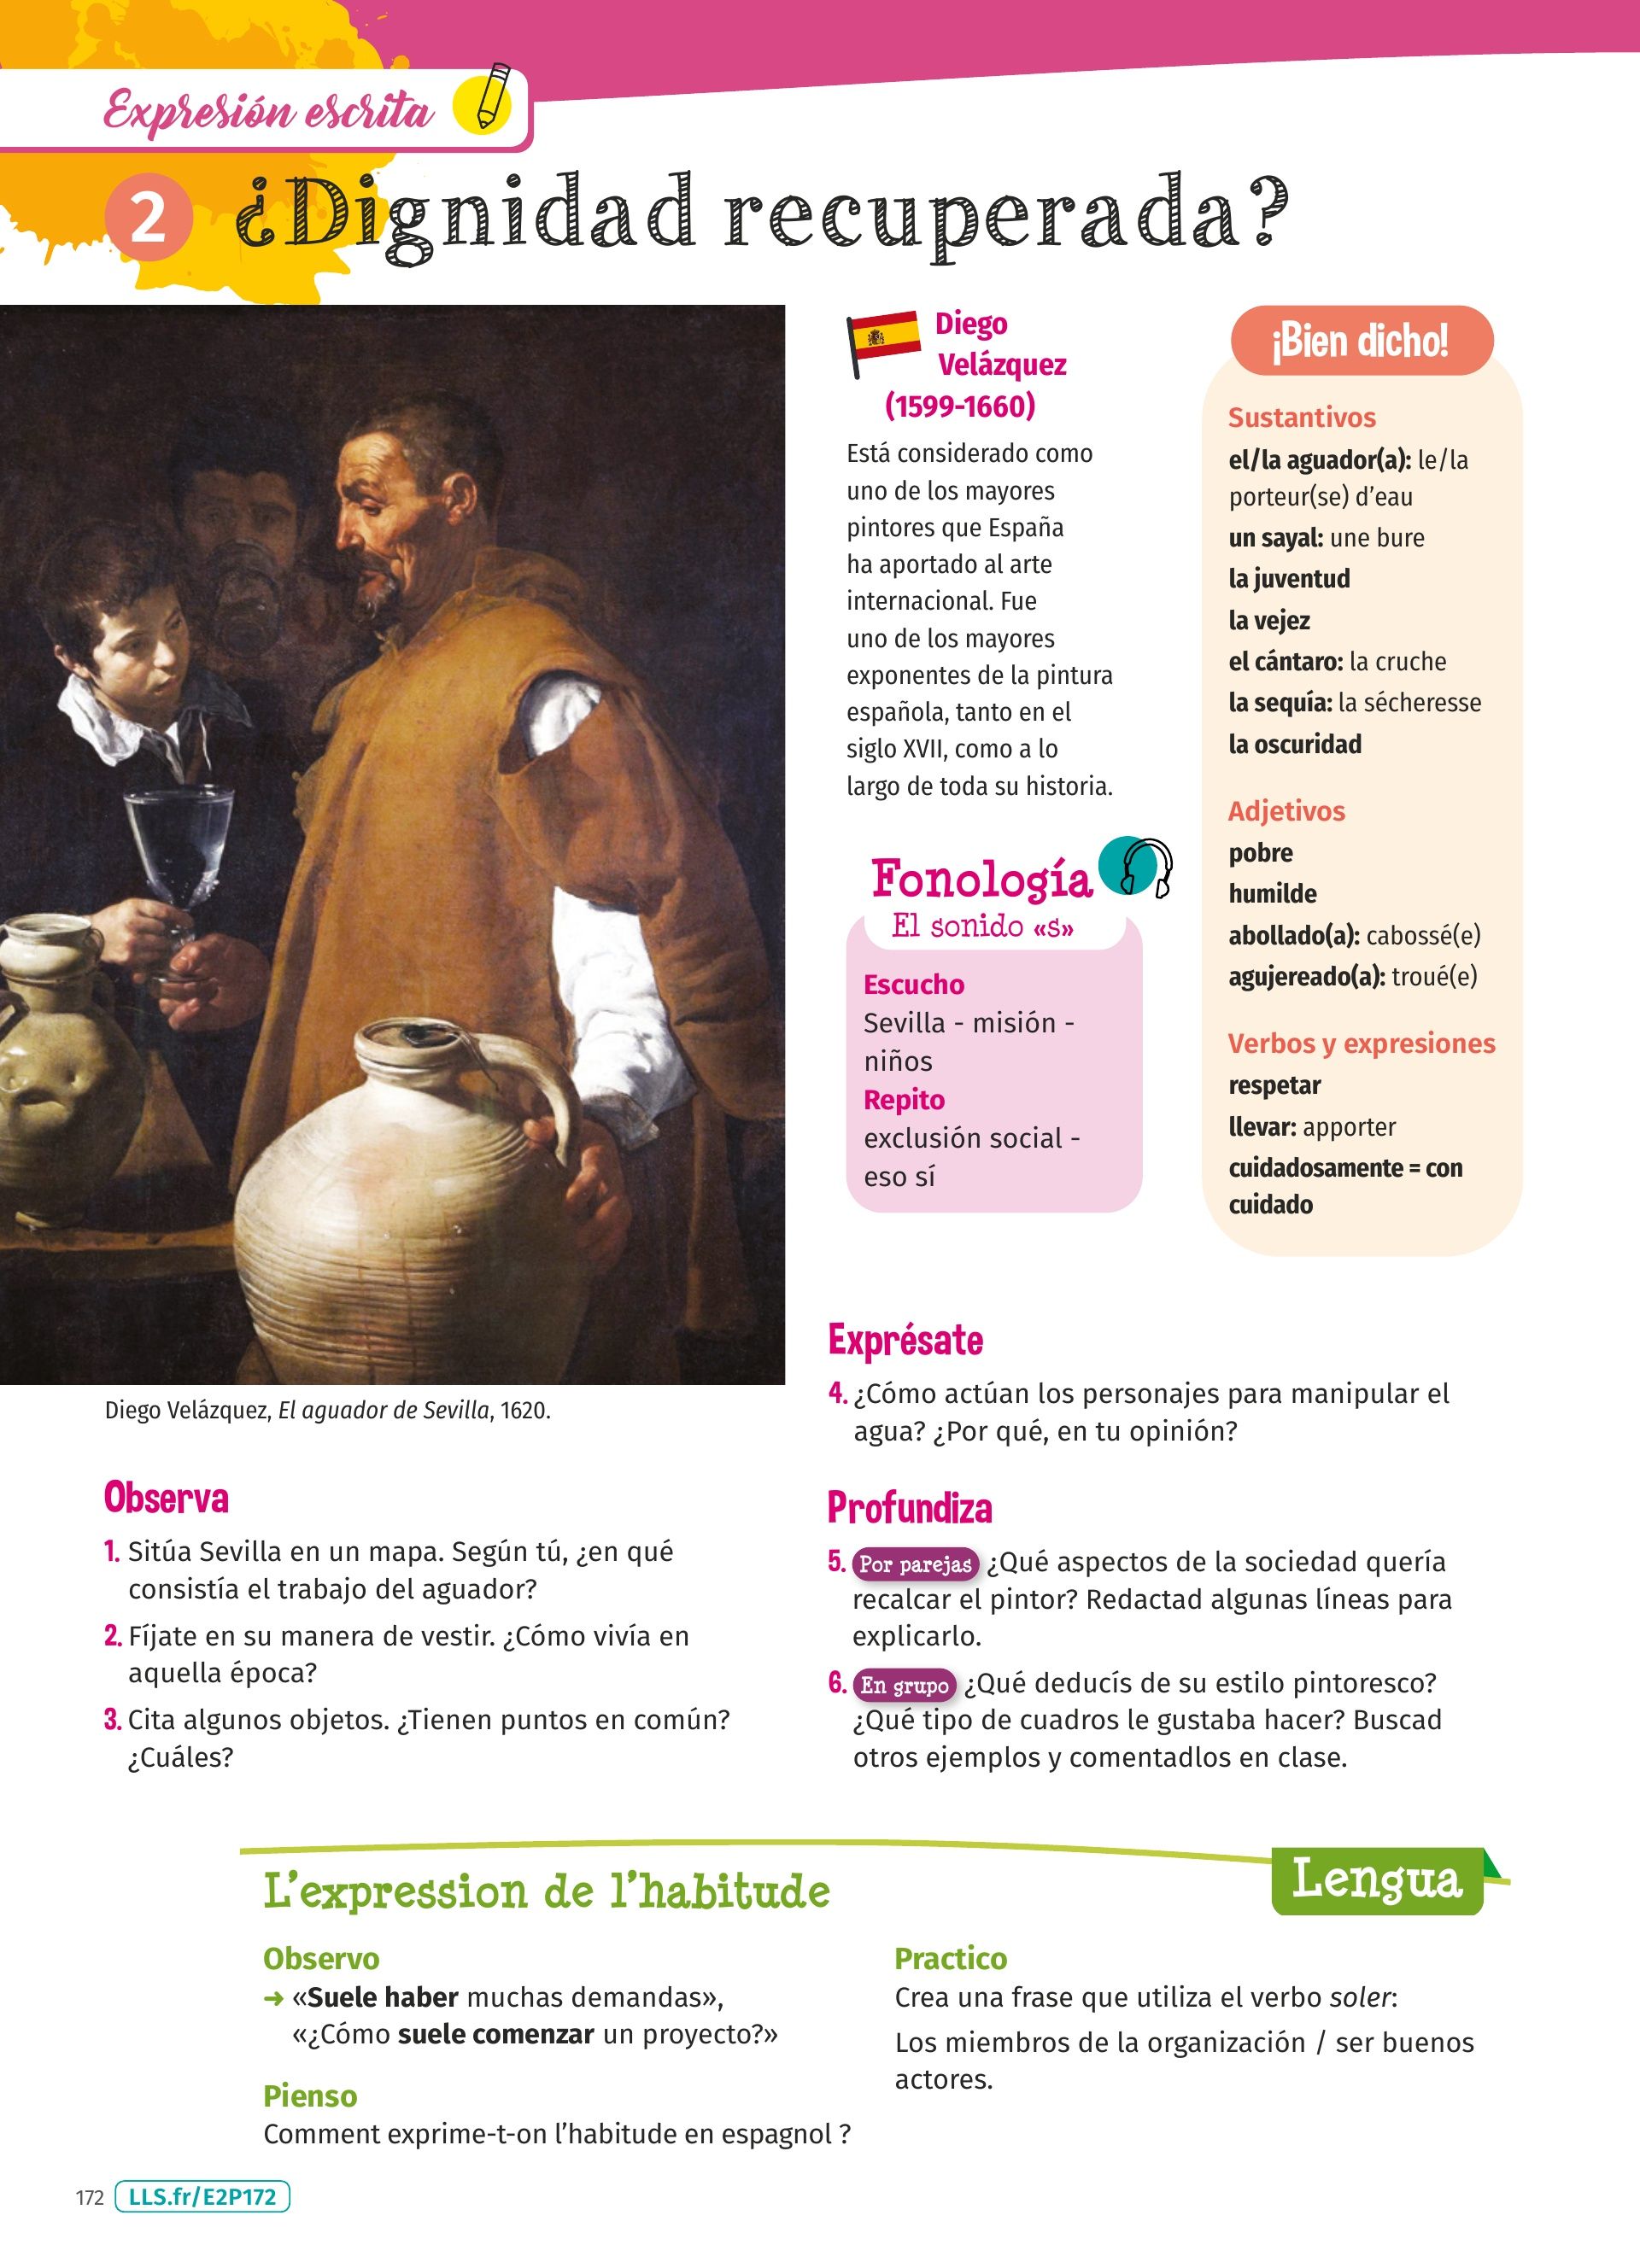 Expresión escrita
2 ¿Dignidad recuperada?
Diego
Velázquez
(1599-1660)
Está considerado como
uno de los mayores
pintores que España
ha aportado al arte
internacional. Fue
uno de los mayores
exponentes de la pintura
española, tanto en el
siglo XVII, como a lo
largo de toda su historia.
Fonología
El sonido «s»
Escucho
Sevilla - misión -
niños
Repito
exclusión social -
eso sí
¡Bien dicho!
Sustantivos
el/la aguador(a): le/la
porteur(se) d’eau
un sayal: une bure
la juventud
la vejez
el cántaro: la cruche
la sequía: la sécheresse
la oscuridad
Adjetivos
pobre
humilde
abollado(a): cabossé(e)
agujereado(a): troué(e)
Verbos y expresiones
respetar
llevar: apporter
cuidadosamente = con
cuidado
Diego Velázquez, El aguador de Sevilla, 1620.
Observa
1. Sitúa Sevilla en un mapa. Según tú, ¿en qué
consistía el trabajo del aguador?
2. Fíjate en su manera de vestir. ¿Cómo vivía en
aquella época?
3. Cita algunos objetos. ¿Tienen puntos en común?
¿Cuáles?
Exprésate
4. ¿Cómo actúan los personajes para manipular el
agua? ¿Por qué, en tu opinión?
Profundiza
5. Por parejas ¿Qué aspectos de la sociedad quería
recalcar el pintor? Redactad algunas líneas para
explicarlo.
6. En grupo ¿Qué deducís de su estilo pintoresco?
¿Qué tipo de cuadros le gustaba hacer? Buscad
otros ejemplos y comentadlos en clase.
Lengua
L’expression de l’habitude
Observo
➜ «Suele haber muchas demandas»,
«¿Cómo suele comenzar un proyecto?»
Pienso
Comment exprime-t-on l’habitude en espagnol ?
Practico
Crea una frase que utiliza el verbo soler:
Los miembros de la organización / ser buenos
actores.
172 LLS.fr/E2P172